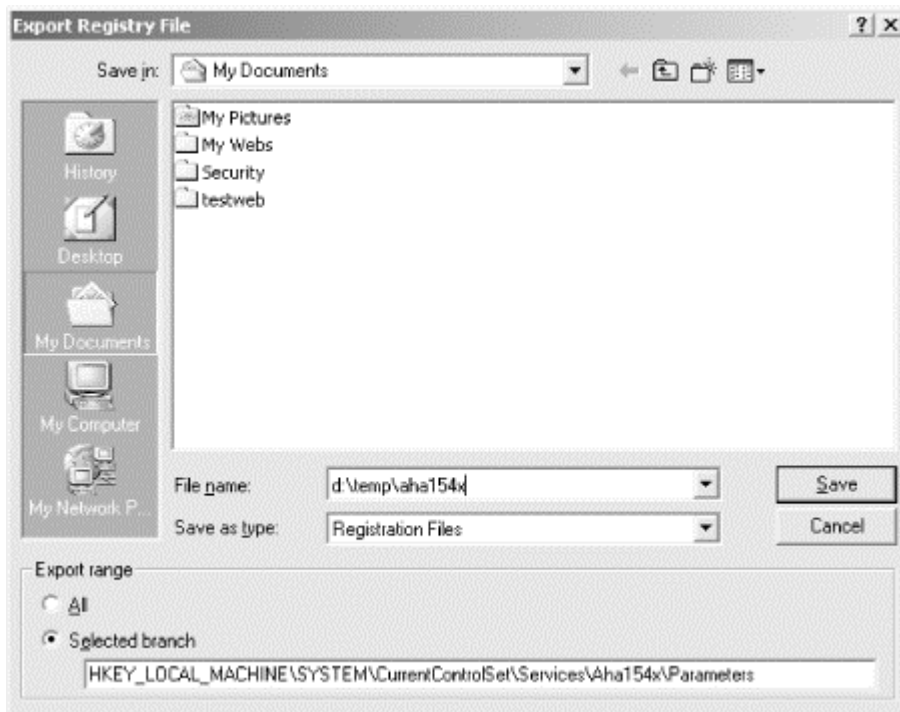 Export Registry File
Save in: My Documents
My Pictures
My Webs
Security
testweb
History
Desktop
My Documents
My Computer
My Network P...
File name: d:\temp\aha154x Save
Save as type: Registration Files Cancel
Export range
All
Selected branch
HKEY_LOCAL_MACHINE\SYSTEM\CurrentControlSet\Services\Aha154x\Parameters